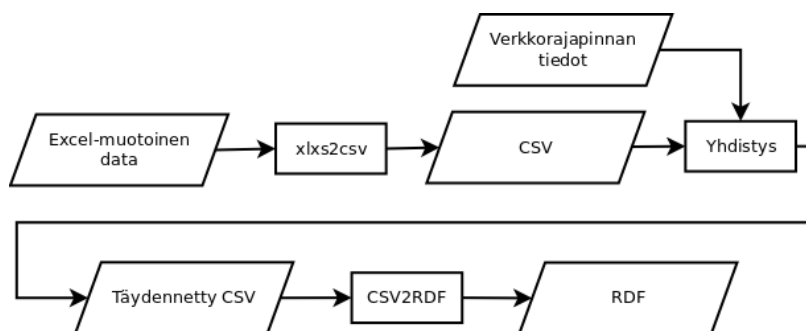 Verkkorajapinnan
tiedot
Excel-muotoinen
data
xlxs2csv
CSV
Yhdistys
Täydennetty CSV
CSV2RDF
RDF